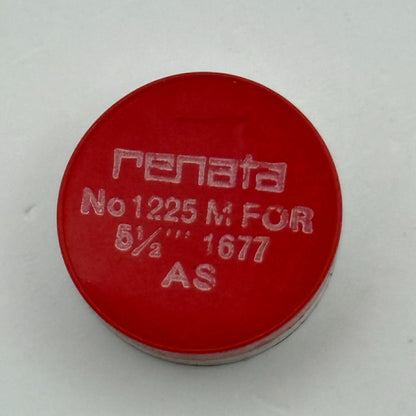 renata
No 1225 M FOR
5½''' 1677
AS